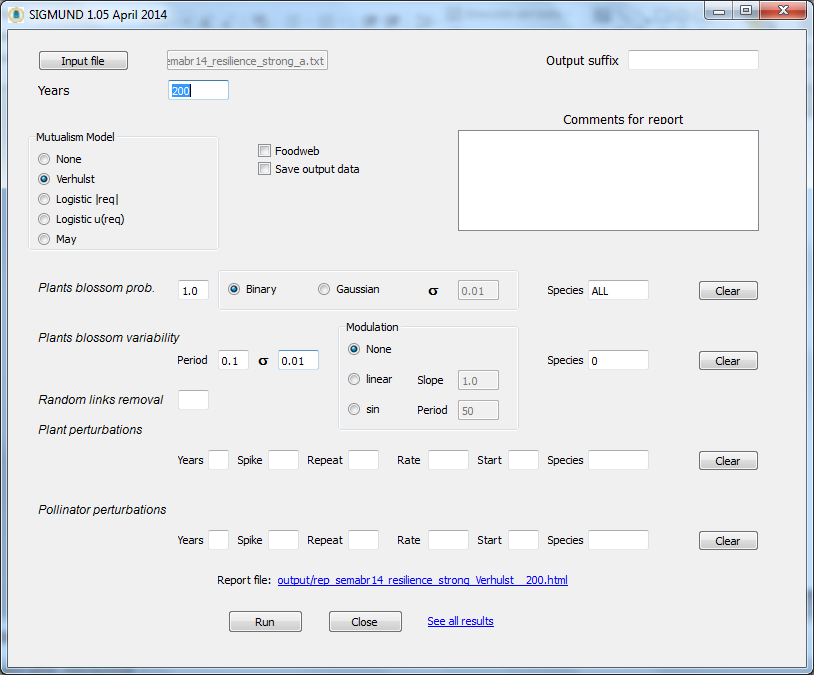 SIGMUND 1.05 April 2014
Input file emabr14_resilience_strong_a.txt Output suffix
Years 200
Comments for report
Mutualism Model
None
Verhulst
Logistic |req|
Logistic u(req)
May
Foodweb
Save output data
Plants blossom prob. 1.0 Binary Gaussian σ 0.01 Species ALL Clear
Plants blossom variability
Period 0.1 σ 0.01
Modulation
None
linear Slope 1.0
sin Period 50
Species 0 Clear
Random links removal
Plant perturbations
Years Spike Repeat Rate Start Species Clear
Pollinator perturbations
Years Spike Repeat Rate Start Species Clear
Report file: output/rep_semabr14_resilience_strong_Verhulst__200.html
Run Close See all results